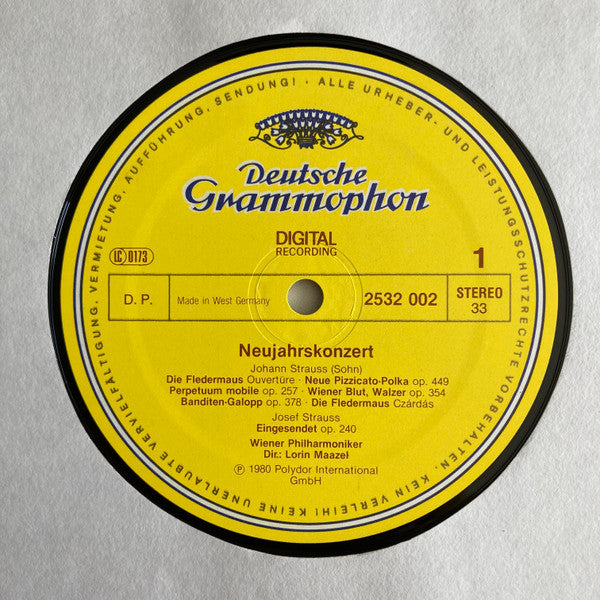 ALLE URHEBER- UND LEISTUNGSSCHUTZRECHTE VORBEHALTEN. KEIN VERLEIH! KEINE UNERLAUBTE VERVIELFÄLTIGUNG, VERMIETUNG, AUFFÜHRUNG, SENDUNG! ·
Deutsche
Grammophon
DIGITAL
RECORDING
LC 0173
1
D. P.
Made in West Germany
2532 002
STEREO
33
Neujahrskonzert
Johann Strauss (Sohn)
Die Fledermaus Ouvertüre · Neue Pizzicato-Polka op. 449
Perpetuum mobile op. 257 · Wiener Blut, Walzer op. 354
Banditen-Galopp op. 378 · Die Fledermaus Czárdás
Josef Strauss
Eingesendet op. 240
Wiener Philharmoniker
Dir.: Lorin Maazel
℗ 1980 Polydor International
GmbH